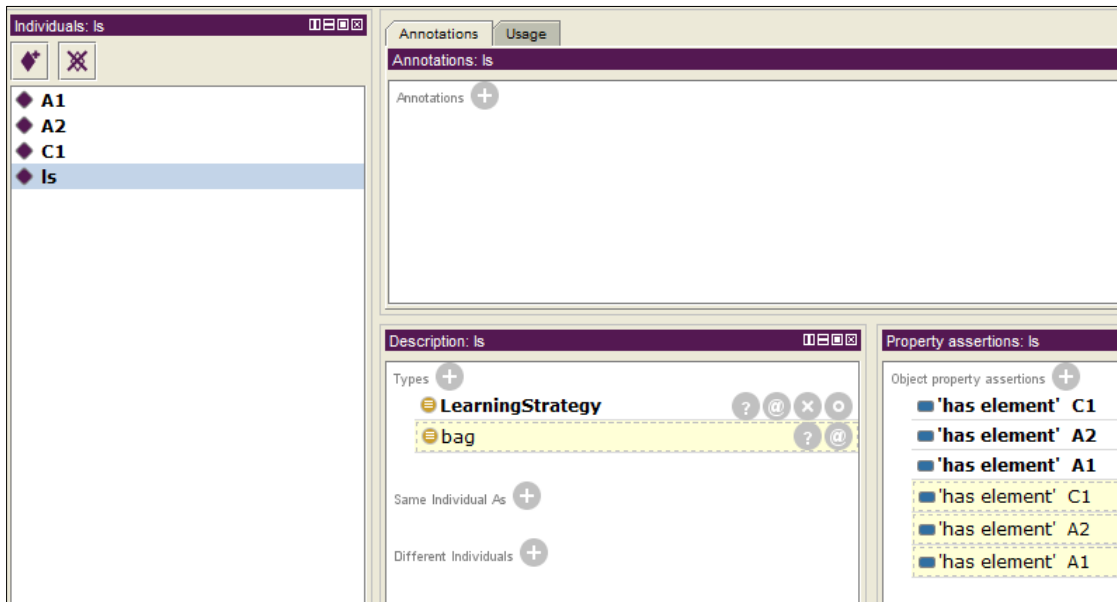 Individuals: ls
A1
A2
C1
ls
Annotations Usage
Annotations: ls
Annotations
Description: ls
Types
LearningStrategy
bag
Same Individual As
Different Individuals
Property assertions: ls
Object property assertions
'has element' C1
'has element' A2
'has element' A1
'has element' C1
'has element' A2
'has element' A1